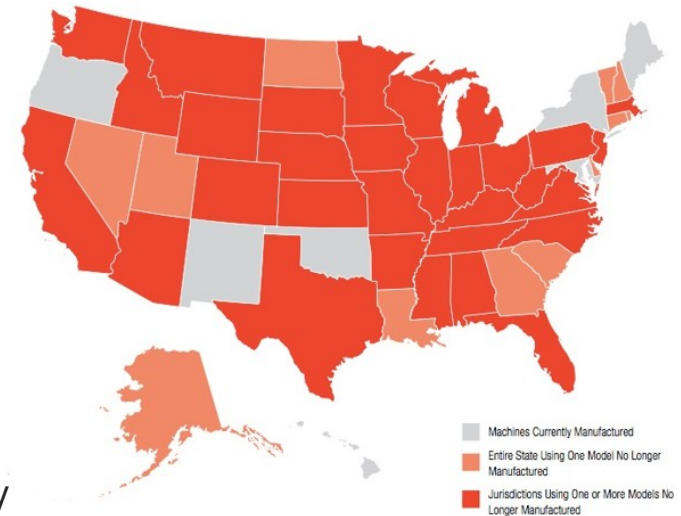 Machines Currently Manufactured
Entire State Using One Model No Longer
Manufactured
Jurisdictions Using One or More Models No
Longer Manufactured
y